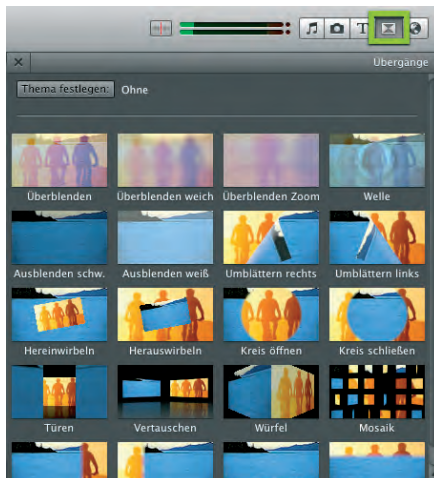 T
Übergänge
Thema festlegen: Ohne
Überblenden Überblenden weich Überblenden Zoom Welle
Ausblenden schw. Ausblenden weiß Umblättern rechts Umblättern links
Hereinwirbeln Herauswirbeln Kreis öffnen Kreis schließen
Türen Vertauschen Würfel Mosaik